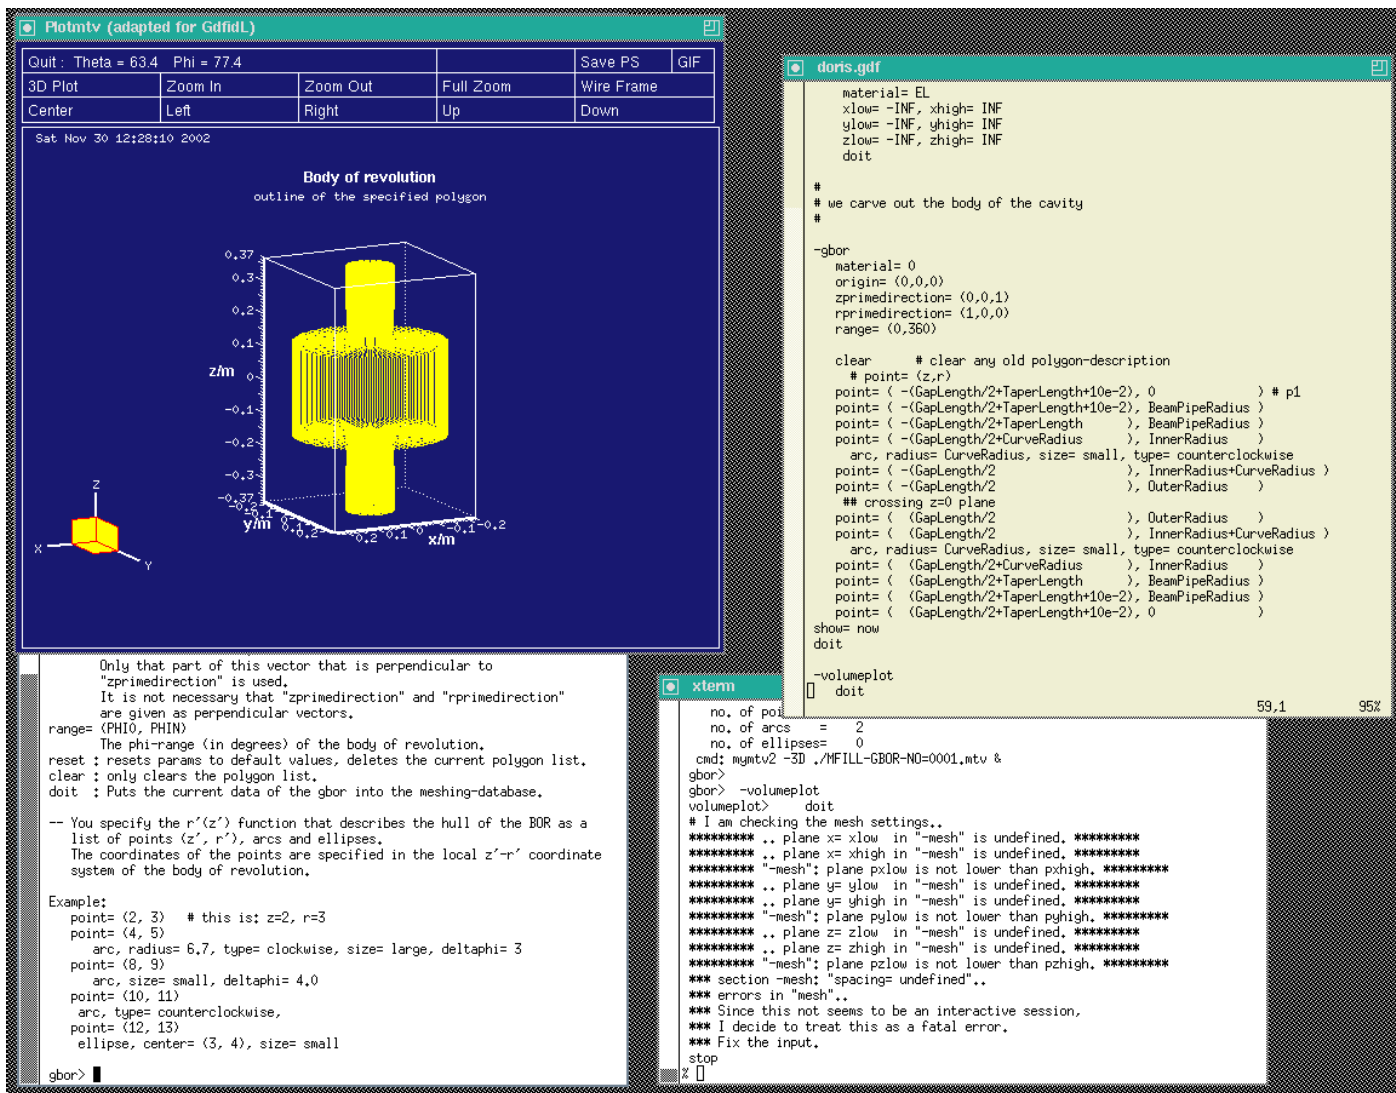 Plotmtv (adapted for GdfidL)
Quit : Theta = 63.4 Phi = 77.4 Save PS GIF
3D Plot Zoom In Zoom Out Full Zoom Wire Frame
Center Left Right Up Down
Sat Nov 30 12:28:10 2002
Body of revolution
outline of the specified polygon
0.37
0.3
0.2
0.1
z/m 0
-0.1
-0.2
-0.3
-0.37
y/m
x/m
Z
X
Y
doris.gdf
material= EL
xlow= -INF, xhigh= INF
ylow= -INF, yhigh= INF
zlow= -INF, zhigh= INF
doit
#
# we carve out the body of the cavity
#
-gbor
material= 0
origin= (0,0,0)
zprimedirection= (0,0,1)
rprimedirection= (1,0,0)
range= (0,360)
clear # clear any old polygon-description
# point= (z,r)
point= ( -(GapLength/2+TaperLength+10e-2), 0 ) # p1
point= ( -(GapLength/2+TaperLength+10e-2), BeamPipeRadius )
point= ( -(GapLength/2+TaperLength ), BeamPipeRadius )
point= ( -(GapLength/2+CurveRadius ), InnerRadius )
arc, radius= CurveRadius, size= small, type= counterclockwise
point= ( -(GapLength/2 ), InnerRadius+CurveRadius )
point= ( -(GapLength/2 ), OuterRadius )
## crossing z=0 plane
point= ( (GapLength/2 ), OuterRadius )
point= ( (GapLength/2 ), InnerRadius+CurveRadius )
arc, radius= CurveRadius, size= small, type= counterclockwise
point= ( (GapLength/2+CurveRadius ), InnerRadius )
point= ( (GapLength/2+TaperLength ), BeamPipeRadius )
point= ( (GapLength/2+TaperLength+10e-2), BeamPipeRadius )
point= ( (GapLength/2+TaperLength+10e-2), 0 )
show= now
doit
-volumeplot
doit
59,1 95%
Only that part of this vector that is perpendicular to
"zprimedirection" is used.
It is not necessary that "zprimedirection" and "rprimedirection"
are given as perpendicular vectors.
range= (PHI0, PHIN)
The phi-range (in degrees) of the body of revolution.
reset : resets params to default values, deletes the current polygon list.
clear : only clears the polygon list.
doit : Puts the current data of the gbor into the meshing-database.
-- You specify the r'(z') function that describes the hull of the BOR as a
list of points (z', r'), arcs and ellipses.
The coordinates of the points are specified in the local z'-r' coordinate
system of the body of revolution.
Example:
point= (2, 3) # this is: z=2, r=3
point= (4, 5)
arc, radius= 6.7, type= clockwise, size= large, deltaphi= 3
point= (8, 9)
arc, size= small, deltaphi= 4.0
point= (10, 11)
arc, type= counterclockwise,
point= (12, 13)
ellipse, center= (3, 4), size= small
gbor>
xterm
no. of poi
no. of arcs = 2
no. of ellipses= 0
cmd: mymtv2 -3D ./MFILL-GBOR-NO=0001.mtv &
gbor>
gbor> -volumeplot
volumeplot> doit
# I am checking the mesh settings..
********* .. plane x= xlow in "-mesh" is undefined. *********
********* .. plane x= xhigh in "-mesh" is undefined. *********
********* "-mesh": plane pxlow is not lower than pxhigh. *********
********* .. plane y= ylow in "-mesh" is undefined. *********
********* .. plane y= yhigh in "-mesh" is undefined. *********
********* "-mesh": plane pylow is not lower than pyhigh. *********
********* .. plane z= zlow in "-mesh" is undefined. *********
********* .. plane z= zhigh in "-mesh" is undefined. *********
********* "-mesh": plane pzlow is not lower than pzhigh. *********
*** section -mesh: "spacing= undefined"..
*** errors in "mesh"..
*** Since this not seems to be an interactive session,
*** I decide to treat this as a fatal error.
*** Fix the input.
stop
%